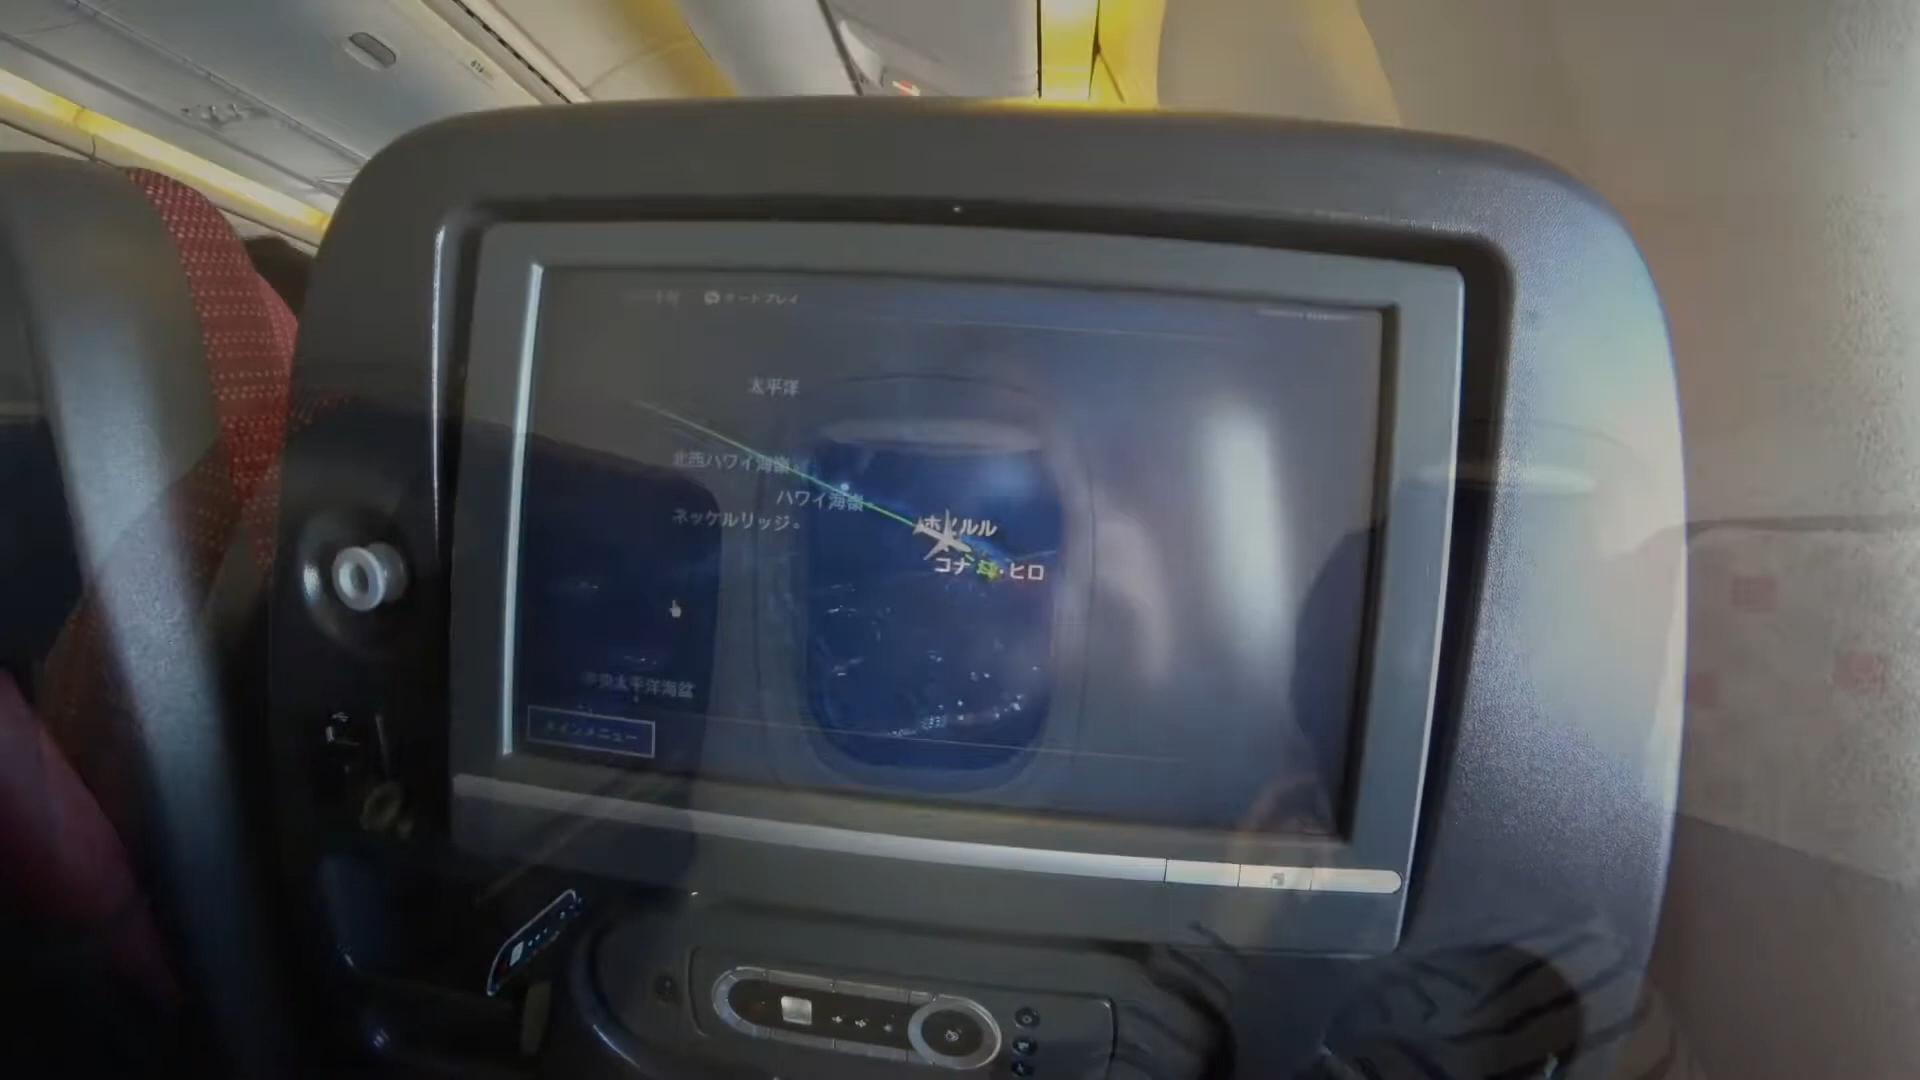 オートプレイ
太平洋
北西ハワイ海嶺
ハワイ海嶺
ネッケルリッジ
ホノルル
コナ
ヒロ
中央太平洋海盆
メインメニュー